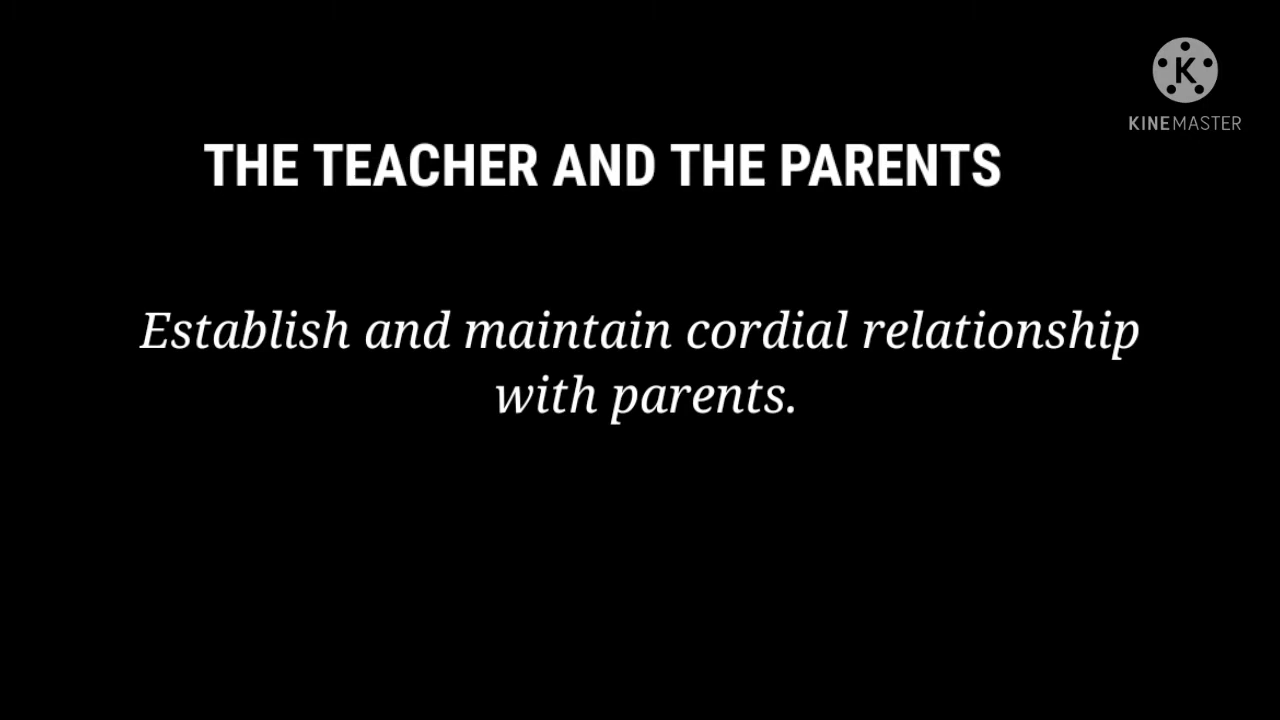 K
KINEMASTER
THE TEACHER AND THE PARENTS
Establish and maintain cordial relationship
with parents.